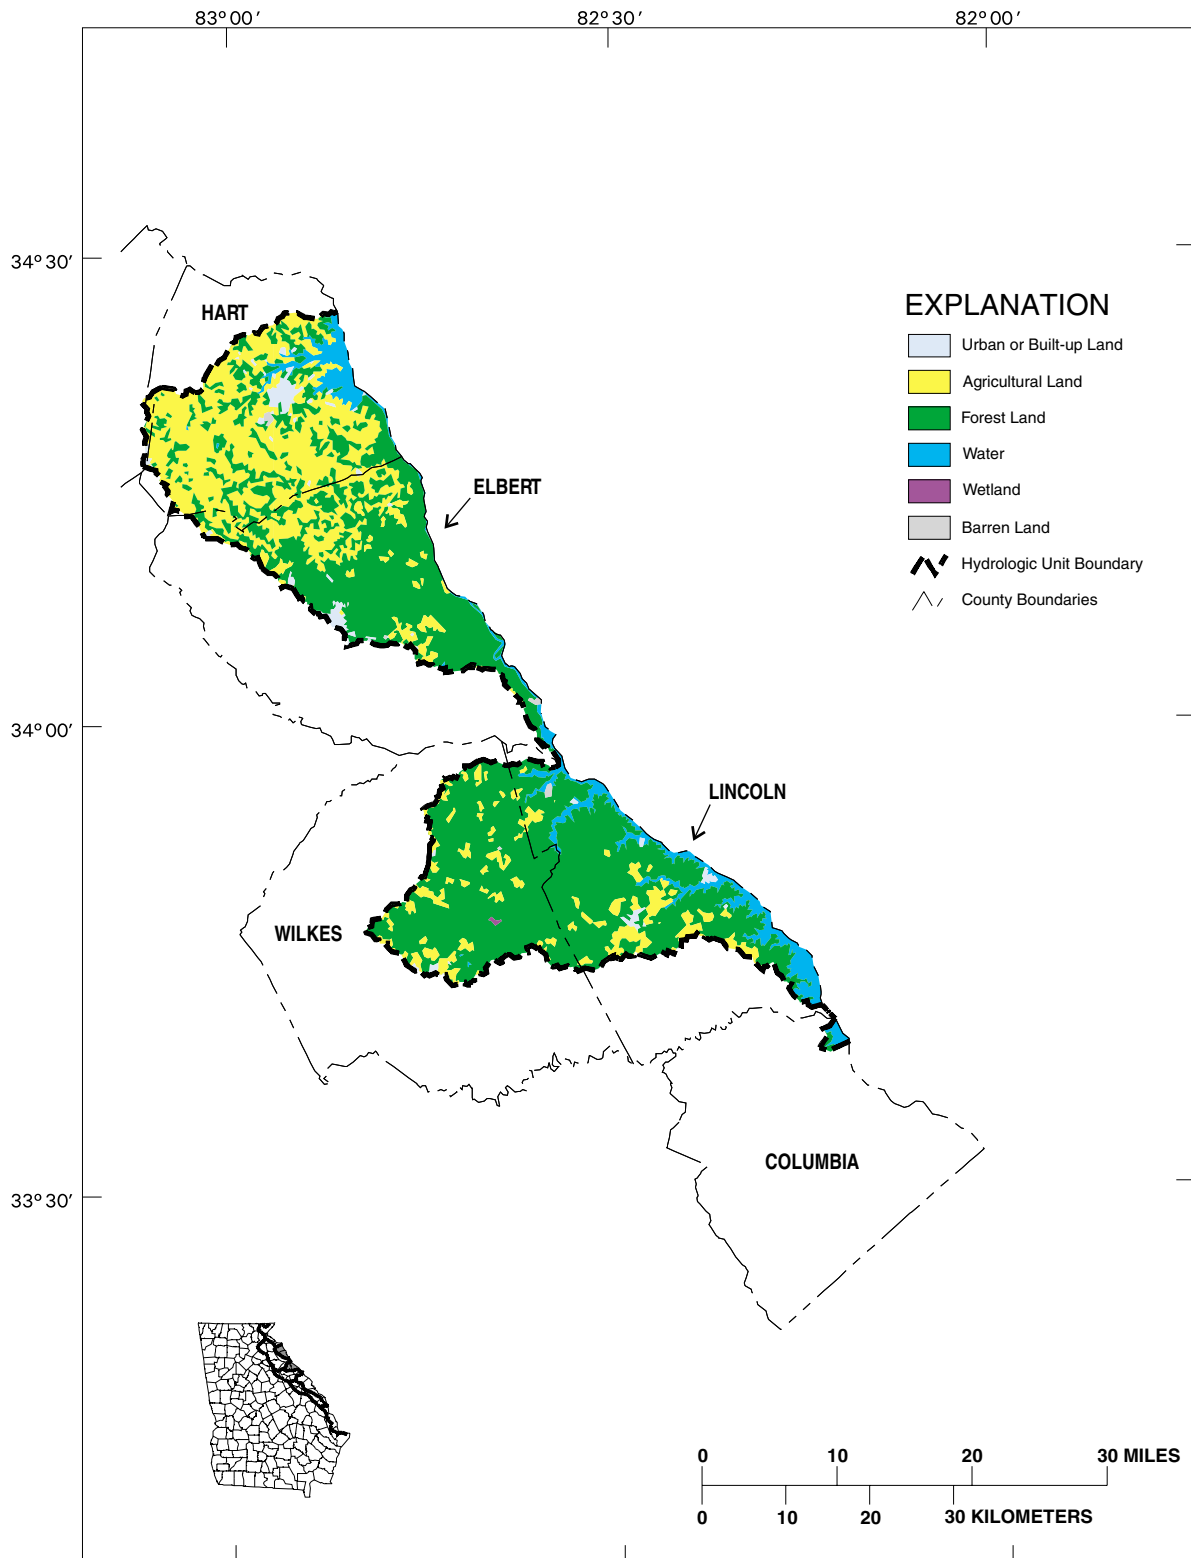 83°00′ 82°30′ 82°00′
34°30′
HART
EXPLANATION
Urban or Built-up Land
Agricultural Land
Forest Land
Water
Wetland
Barren Land
Hydrologic Unit Boundary
County Boundaries
ELBERT
34°00′
LINCOLN
WILKES
COLUMBIA
33°30′
0 10 20 30 MILES
0 10 20 30 KILOMETERS